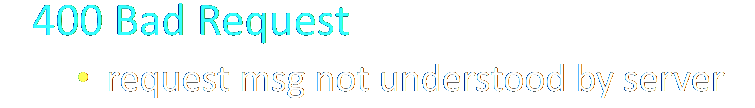 400 Bad Request
• request msg not understood by server